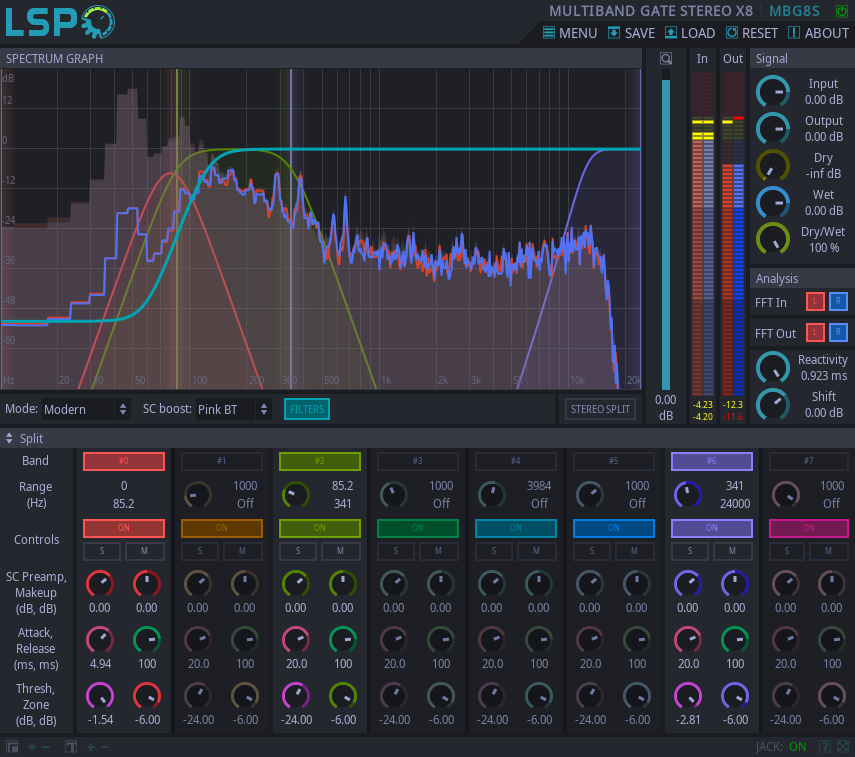 LSP
MULTIBAND GATE STEREO X8 MBG8S
MENU SAVE LOAD RESET ABOUT
SPECTRUM GRAPH
In Out
Signal
dB
12
0
-12
-24
-36
-48
-60
Hz 20 30 50 100 200 300 500 1k 2k 3k 5k 10k 20k
0.00
dB
-4.23
-4.20
-12.3
-11.6
Input
0.00 dB
Output
0.00 dB
Dry
-inf dB
Wet
0.00 dB
Dry/Wet
100 %
Analysis
FFT In L R
FFT Out L R
Reactivity
0.923 ms
Shift
0.00 dB
Mode: Modern SC boost: Pink BT FILTERS STEREO SPLIT
Split
Band #0 #1 #2 #3 #4 #5 #6 #7
Range
(Hz)
0 1000 85.2 1000 3984 1000 341 1000
85.2 Off 341 Off Off Off 24000 Off
Controls
ON ON ON ON ON ON ON ON
S M S M S M S M S M S M S M S M
SC Preamp,
Makeup
(dB, dB)
0.00 0.00 0.00 0.00 0.00 0.00 0.00 0.00 0.00 0.00 0.00 0.00 0.00 0.00 0.00 0.00
Attack,
Release
(ms, ms)
4.94 100 20.0 100 20.0 100 20.0 100 20.0 100 20.0 100 20.0 100 20.0 100
Thresh,
Zone
(dB, dB)
-1.54 -6.00 -24.00 -6.00 -24.00 -6.00 -24.00 -6.00 -24.00 -6.00 -24.00 -6.00 -2.81 -6.00 -24.00 -6.00
+ − T + − JACK: ON ?